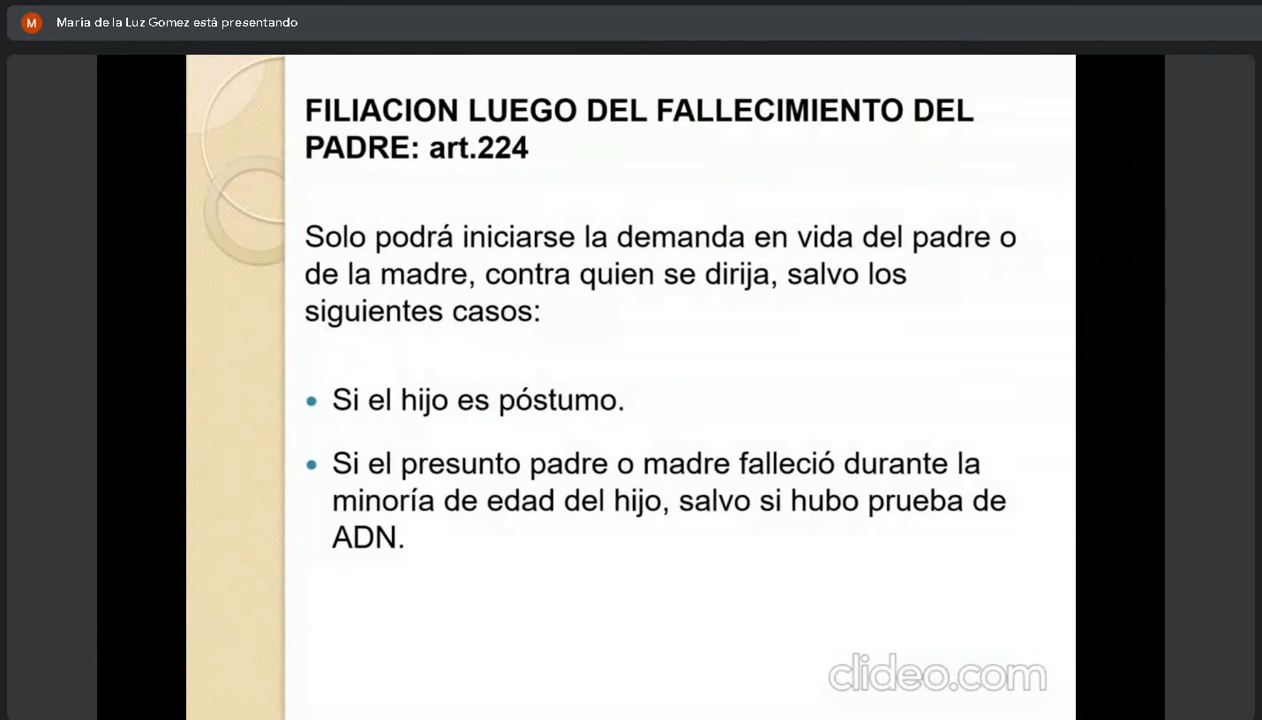 M María de la Luz Gomez está presentando
FILIACION LUEGO DEL FALLECIMIENTO DEL
PADRE: art.224
Solo podrá iniciarse la demanda en vida del padre o
de la madre, contra quien se dirija, salvo los
siguientes casos:
• Si el hijo es póstumo.
• Si el presunto padre o madre falleció durante la
minoría de edad del hijo, salvo si hubo prueba de
ADN.
clideo.com